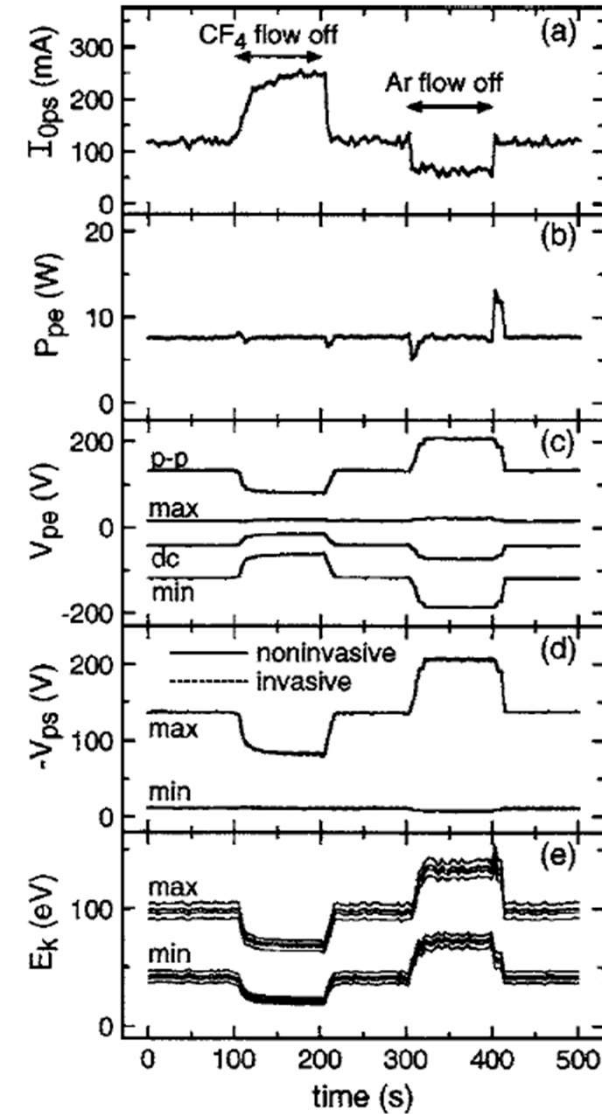 (a)
CF4 flow off
Ar flow off
I0ps (mA)
300
200
100
0
(b)
Ppe (W)
20
10
0
(c)
Vpe (V)
200
0
-200
p-p
max
dc
min
(d)
-Vps (V)
200
100
0
noninvasive
invasive
max
min
(e)
Ek (eV)
100
0
max
min
0 100 200 300 400 500
time (s)